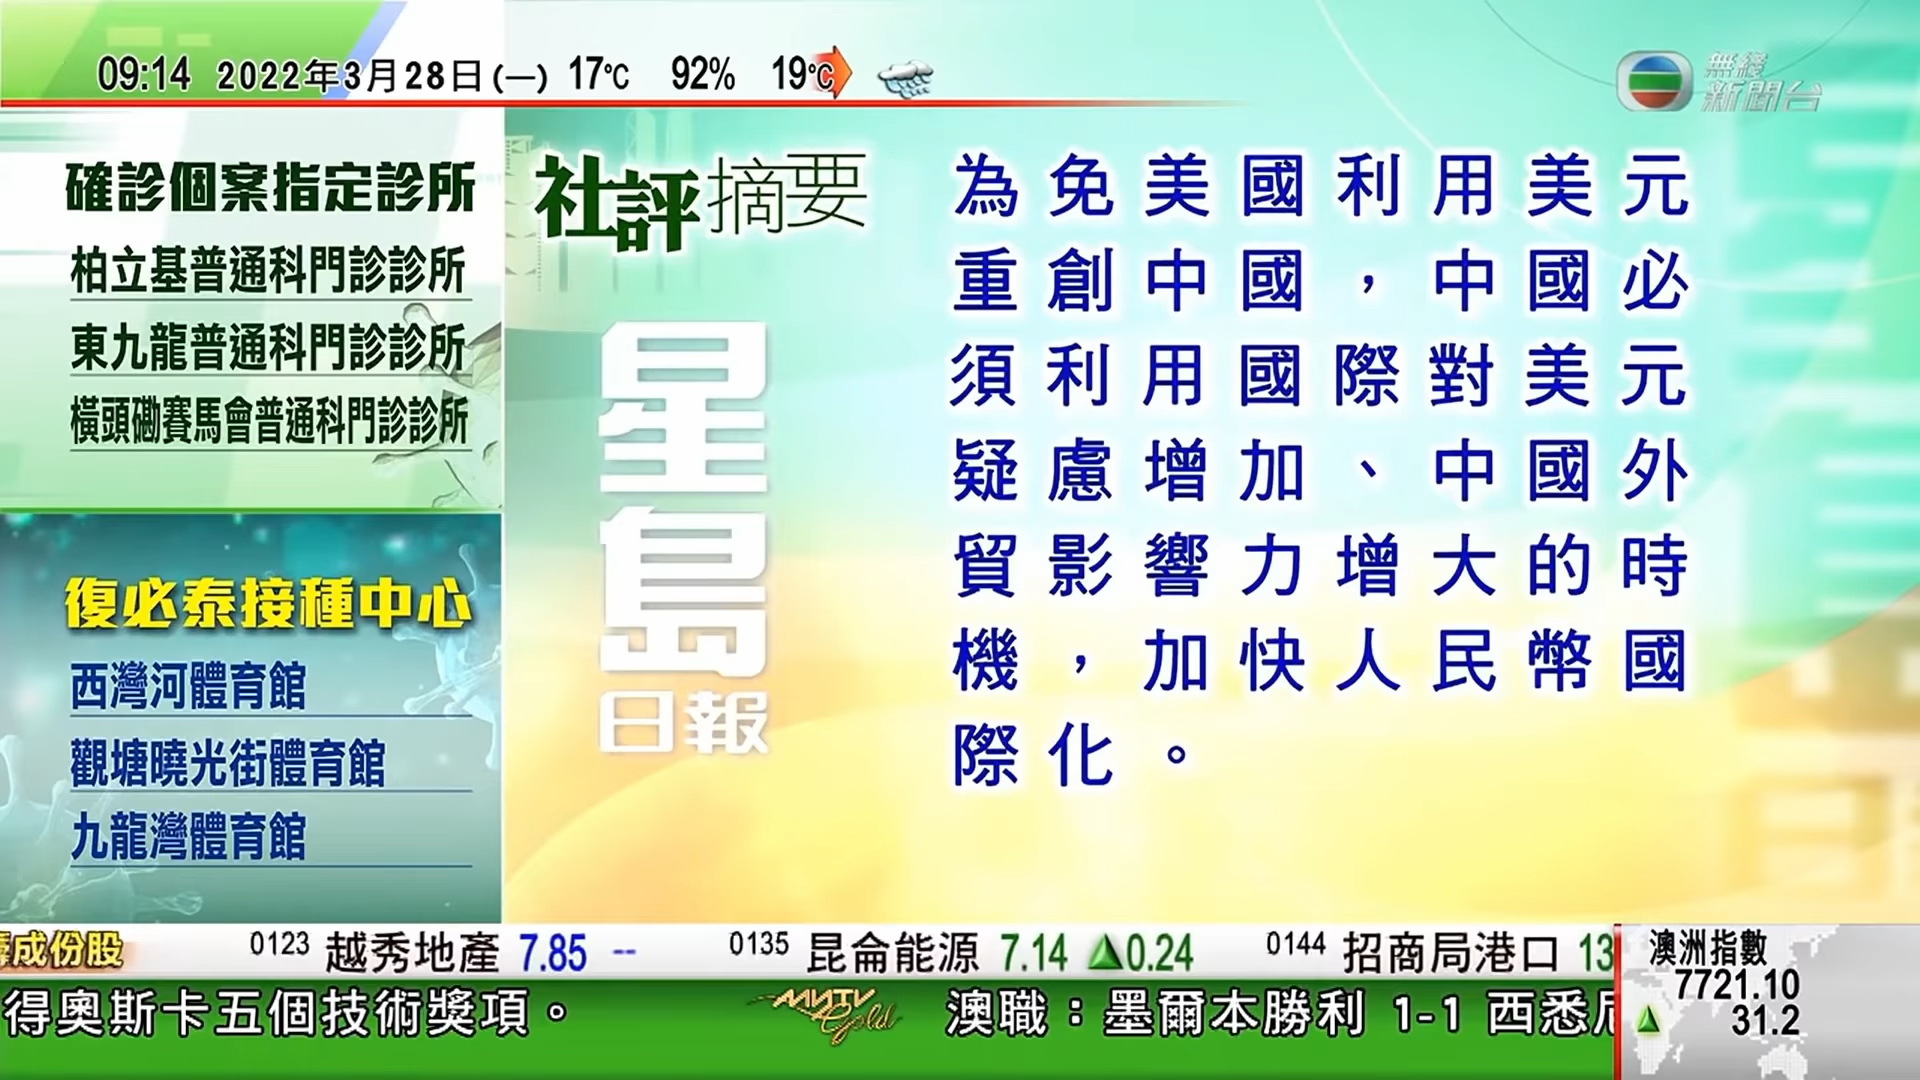 09:14 2022年3月28日(一) 17℃ 92% 19℃
無綫
新聞台
確診個案指定診所
柏立基普通科門診診所
東九龍普通科門診診所
橫頭磡賽馬會普通科門診診所
復必泰接種中心
西灣河體育館
觀塘曉光街體育館
九龍灣體育館
社評摘要
星島
日報
為免美國利用美元
重創中國，中國必
須利用國際對美元
疑慮增加、中國外
貿影響力增大的時
機，加快人民幣國
際化。
成份股 0123 越秀地產 7.85 -- 0135 昆侖能源 7.14 ▲0.24 0144 招商局港口 13
得奧斯卡五個技術獎項。 MYTV Gold 澳職：墨爾本勝利 1-1 西悉尼
澳洲指數
7721.10
▲ 31.2